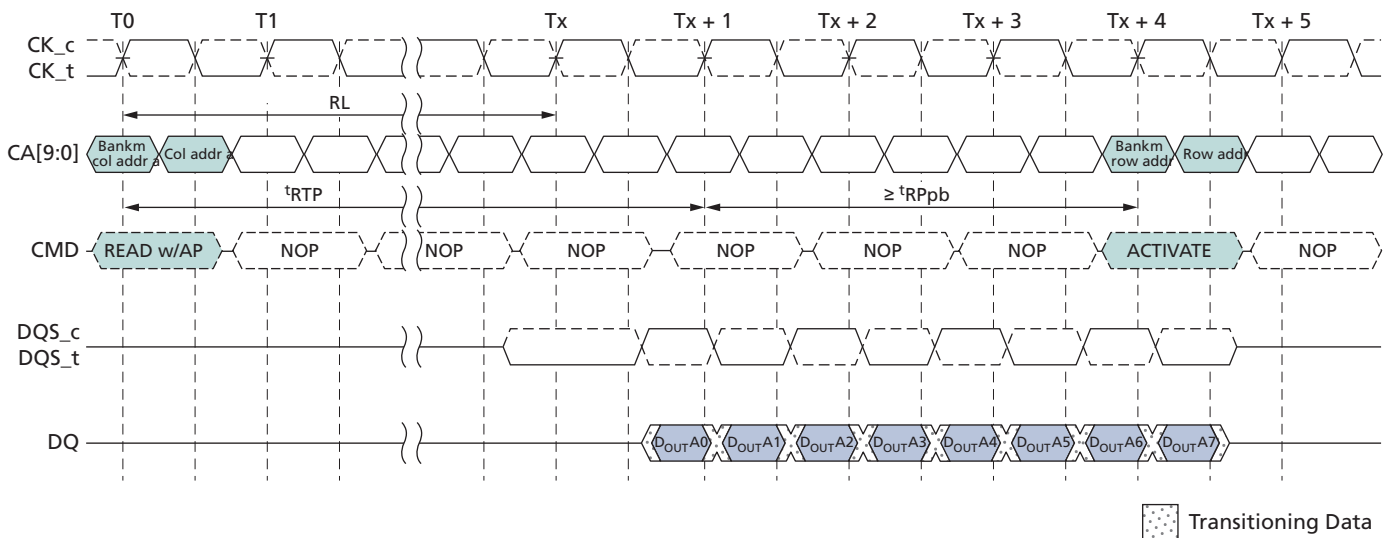 T0 T1 Tx Tx + 1 Tx + 2 Tx + 3 Tx + 4 Tx + 5
CK_c
CK_t
RL
CA[9:0]
Bankm col addr a
Col addr a
Bankm row addr
Row addr
tRTP
≥ tRPpb
CMD READ w/AP NOP NOP NOP NOP NOP NOP ACTIVATE NOP
DQS_c
DQS_t
DQ DOUTA0 DOUTA1 DOUTA2 DOUTA3 DOUTA4 DOUTA5 DOUTA6 DOUTA7
Transitioning Data